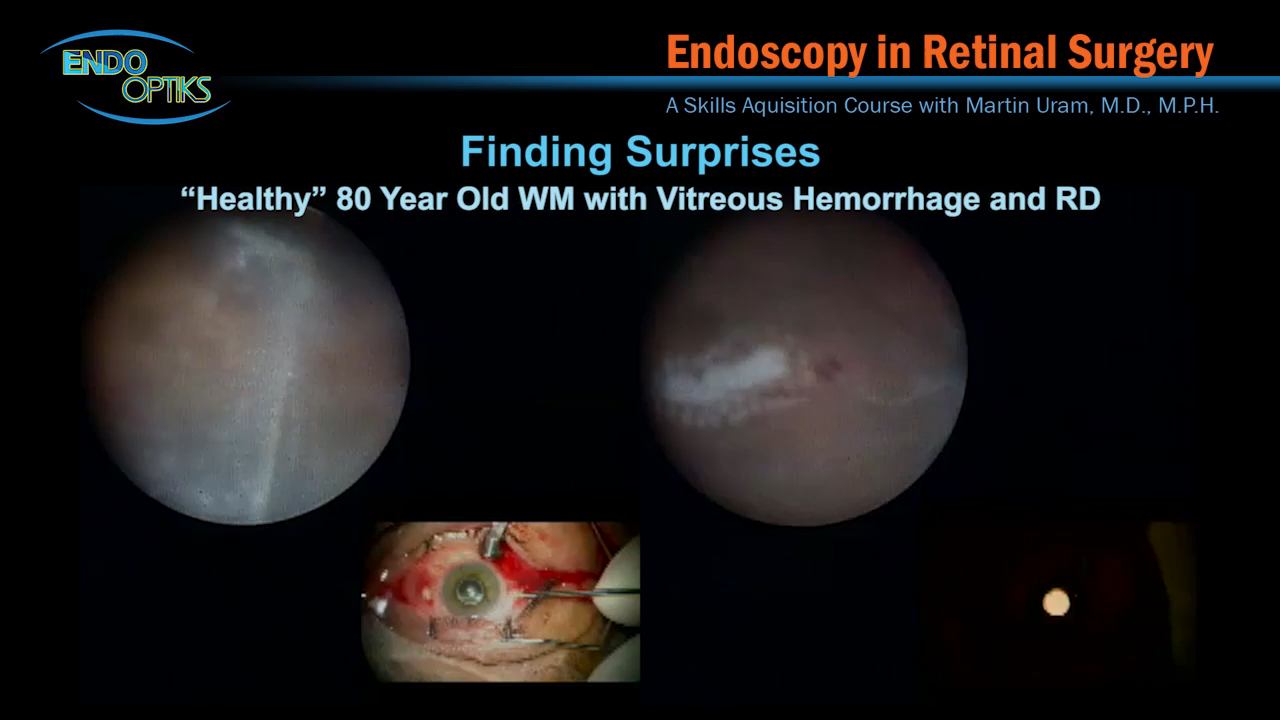 ENDO
OPTIKS
Endoscopy in Retinal Surgery
A Skills Aquisition Course with Martin Uram, M.D., M.P.H.
Finding Surprises
“Healthy” 80 Year Old WM with Vitreous Hemorrhage and RD